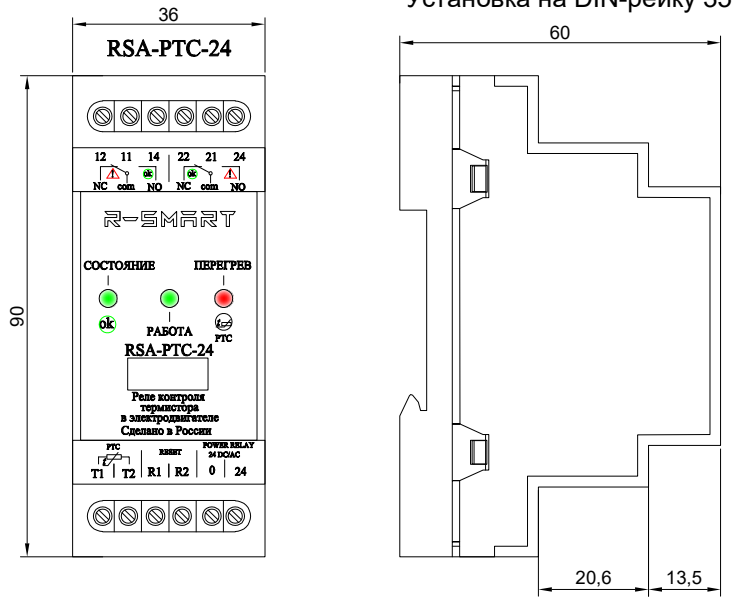 Установка на DIN-рейку 35
36
60
RSA-PTC-24
90
12 11 14 22 21 24
NC com NO NC com NO
ok ok
R-SMART
СОСТОЯНИЕ ПЕРЕГРЕВ
ok
РАБОТА
PTC
RSA-PTC-24
Реле контроля
термистора
в электродвигателе
Сделано в России
PTC RESET POWER RELAY
24 DC/AC
T1 T2 R1 R2 0 24
20,6 13,5